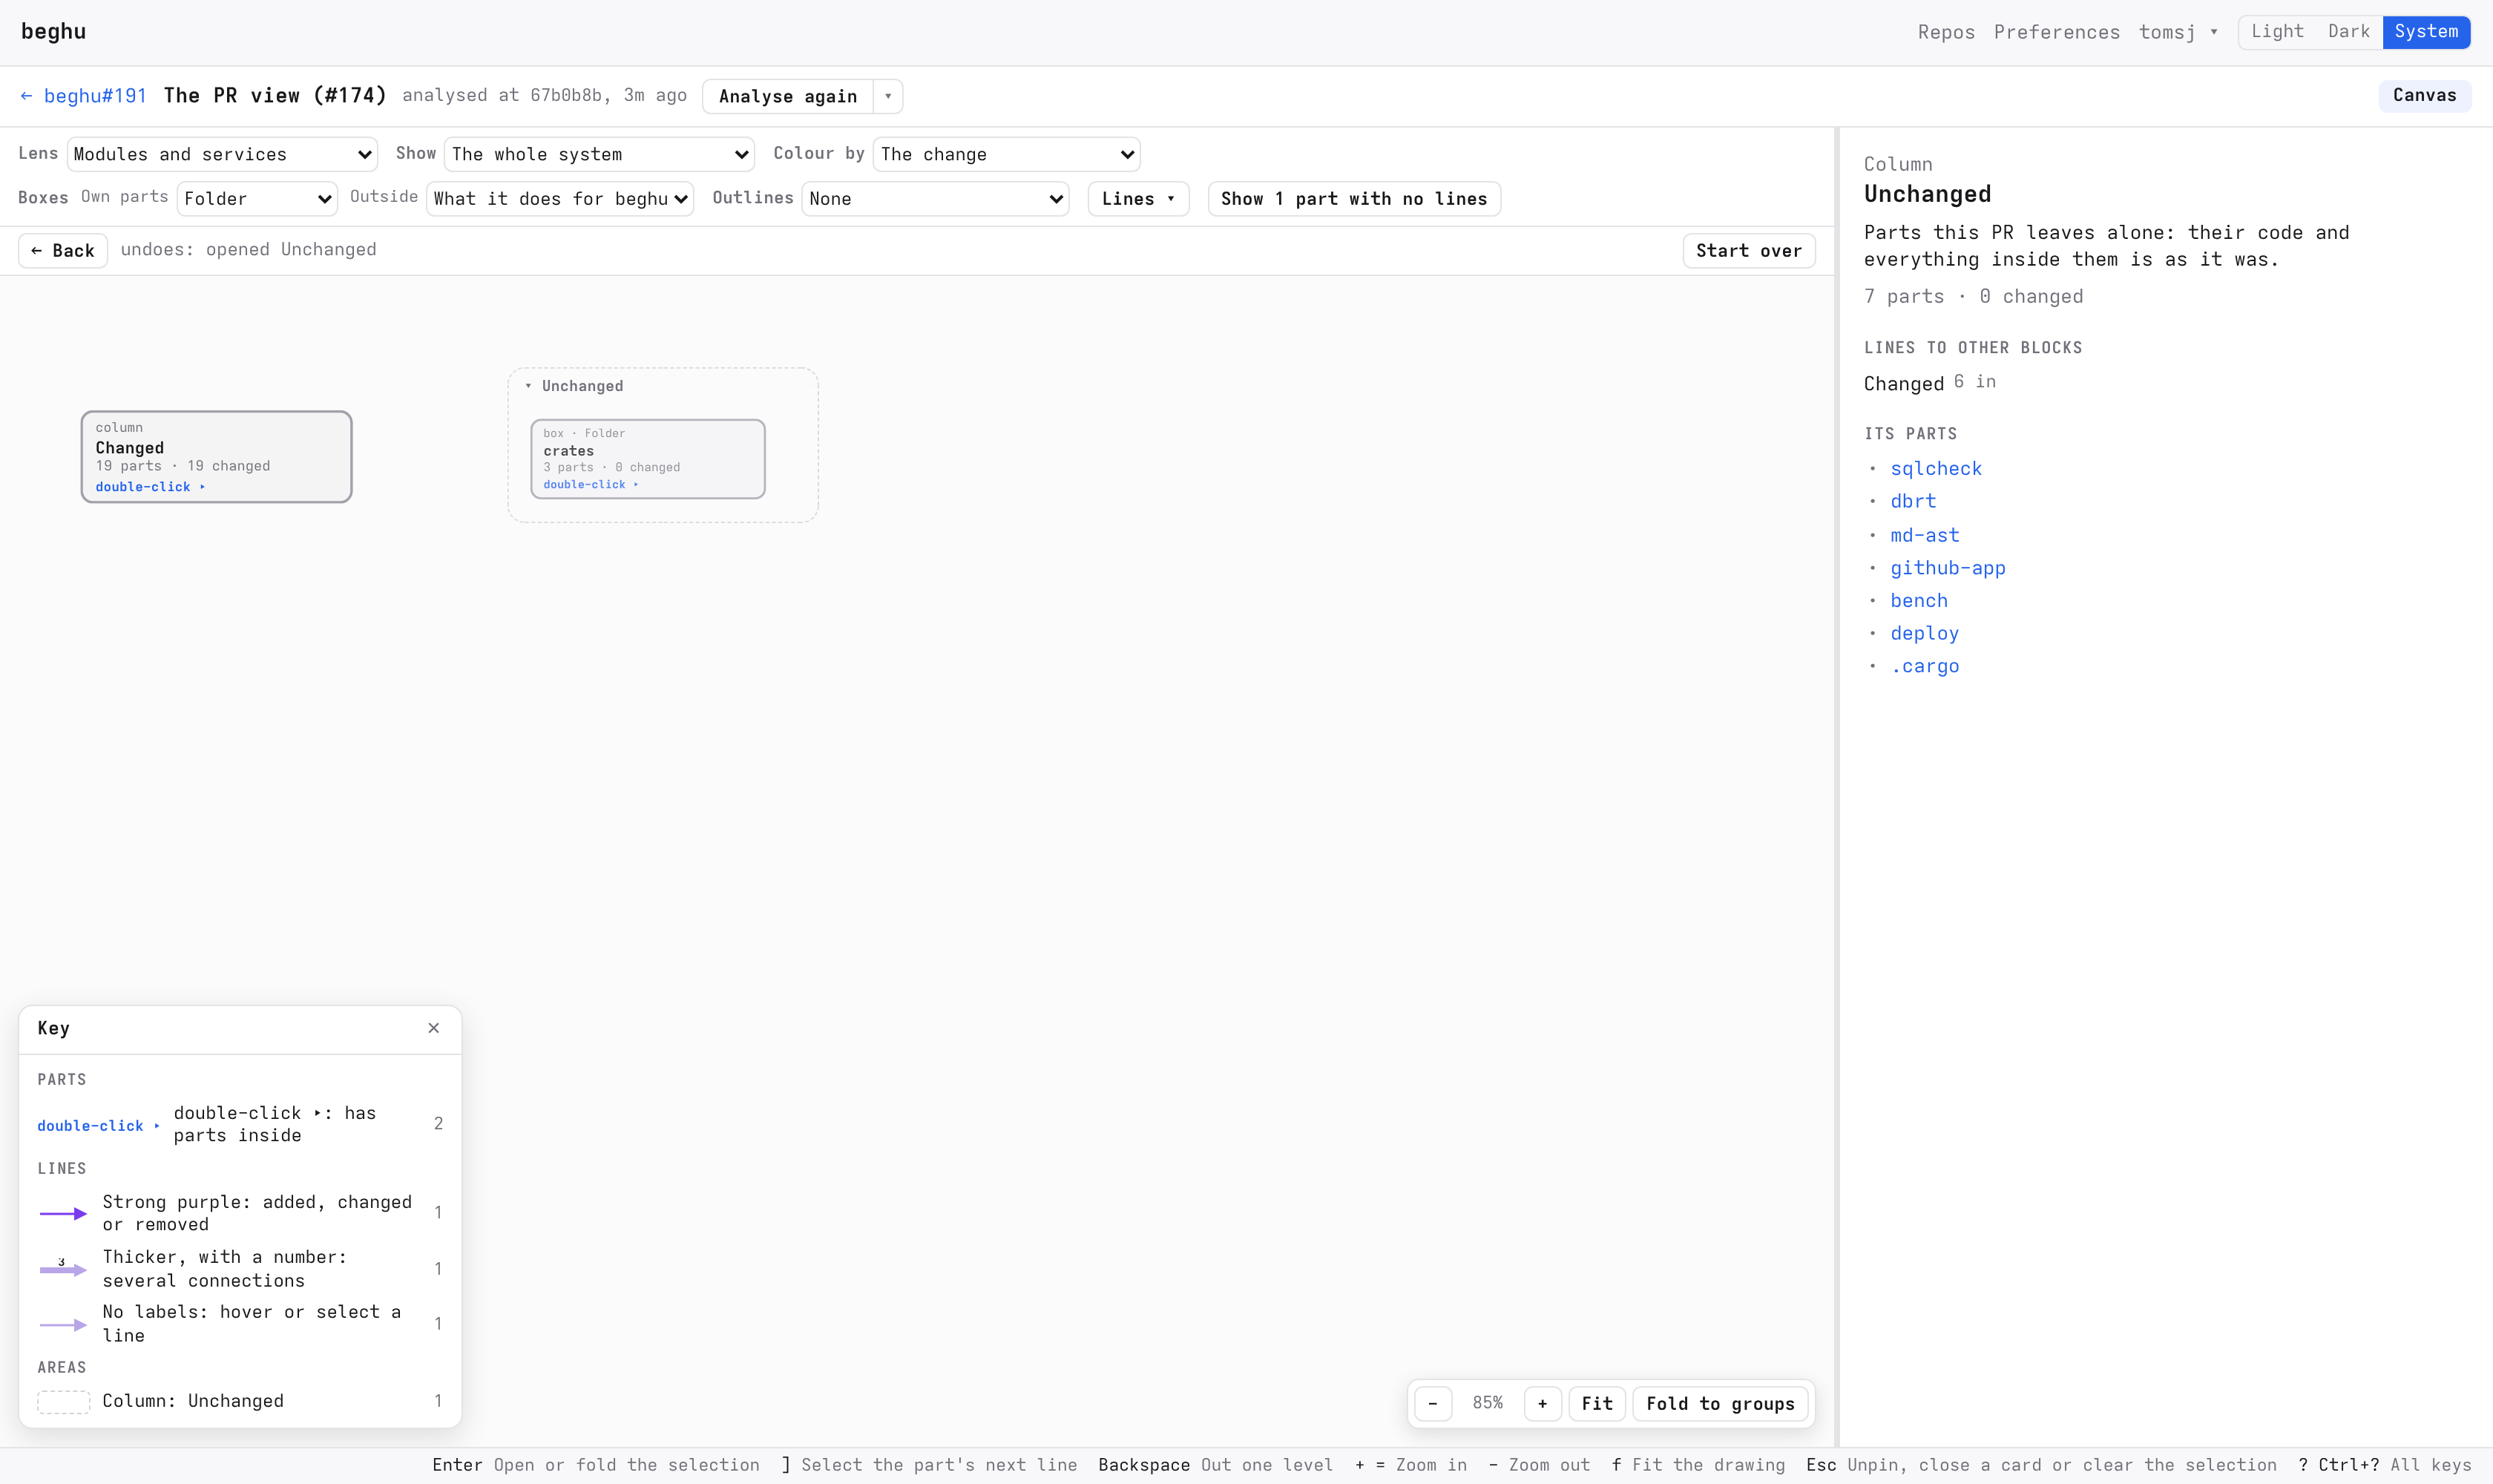 beghu
Repos Preferences tomsj ▾ Light Dark System
← beghu#191 The PR view (#174) analysed at 67b0b8b, 3m ago Analyse again ▾ Canvas
Lens Modules and services Show The whole system Colour by The change
Boxes Own parts Folder Outside What it does for beghu Outlines None Lines ▾ Show 1 part with no lines
← Back undoes: opened Unchanged Start over
column
Changed
19 parts · 19 changed
double-click ▸
▾ Unchanged
box · Folder
crates
3 parts · 0 changed
double-click ▸
Key ×
PARTS
double-click ▸ double-click ▸: has
parts inside 2
LINES
Strong purple: added, changed
or removed 1
3 Thicker, with a number:
several connections 1
No labels: hover or select a
line 1
AREAS
Column: Unchanged 1
− 85% + Fit Fold to groups
Column
Unchanged
Parts this PR leaves alone: their code and
everything inside them is as it was.
7 parts · 0 changed
LINES TO OTHER BLOCKS
Changed 6 in
ITS PARTS
• sqlcheck
• dbrt
• md-ast
• github-app
• bench
• deploy
• .cargo
Enter Open or fold the selection ] Select the part's next line Backspace Out one level + = Zoom in − Zoom out f Fit the drawing Esc Unpin, close a card or clear the selection ? Ctrl+? All keys